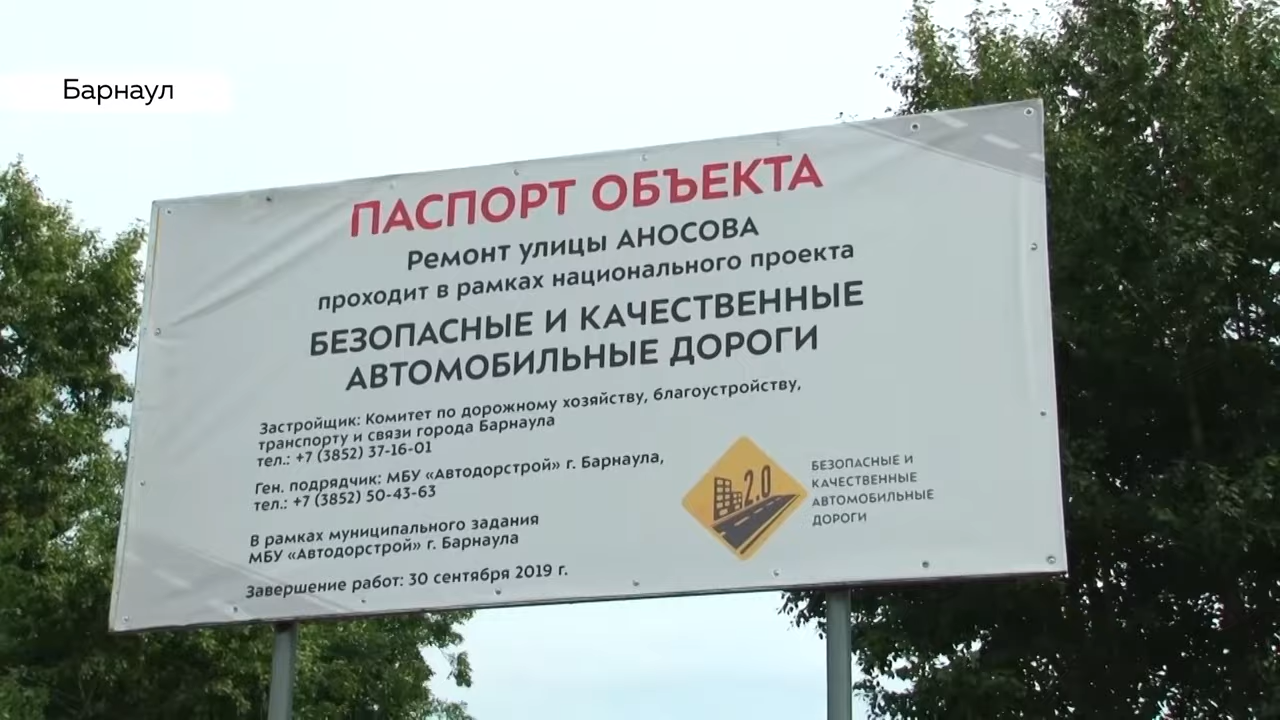 Барнаул
ПАСПОРТ ОБЪЕКТА
Ремонт улицы АНОСОВА
проходит в рамках национального проекта
БЕЗОПАСНЫЕ И КАЧЕСТВЕННЫЕ
АВТОМОБИЛЬНЫЕ ДОРОГИ
Застройщик: Комитет по дорожному хозяйству, благоустройству,
транспорту и связи города Барнаула
тел.: +7 (3852) 37-16-01
Ген. подрядчик: МБУ «Автодорстрой» г. Барнаула,
тел.: +7 (3852) 50-43-63
В рамках муниципального задания
МБУ «Автодорстрой» г. Барнаула
Завершение работ: 30 сентября 2019 г.
2.0
БЕЗОПАСНЫЕ И
КАЧЕСТВЕННЫЕ
АВТОМОБИЛЬНЫЕ
ДОРОГИ